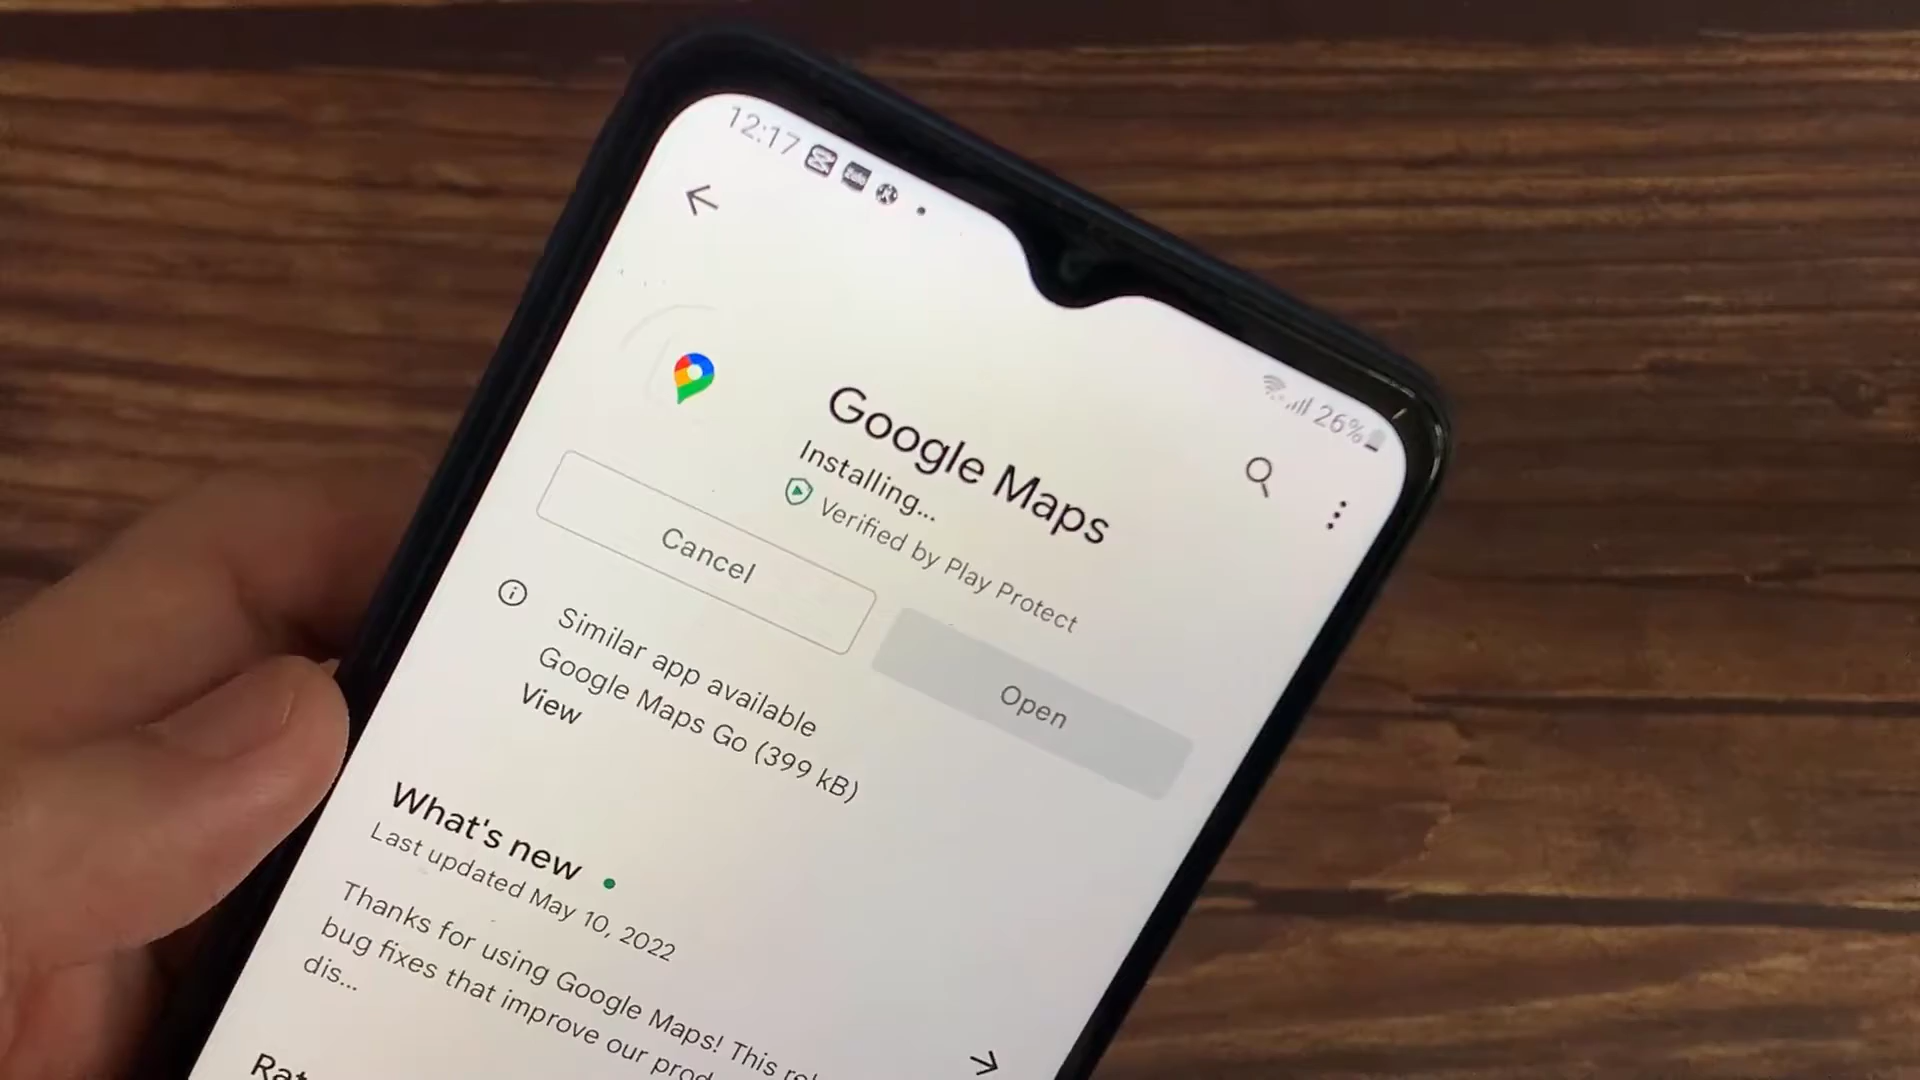 12:17
26%
Google Maps
Installing...
Verified by Play Protect
Cancel
Open
Similar app available
Google Maps Go (399 kB)
View
What's new
Last updated May 10, 2022
Thanks for using Google Maps! This
bug fixes that improve our
dis...